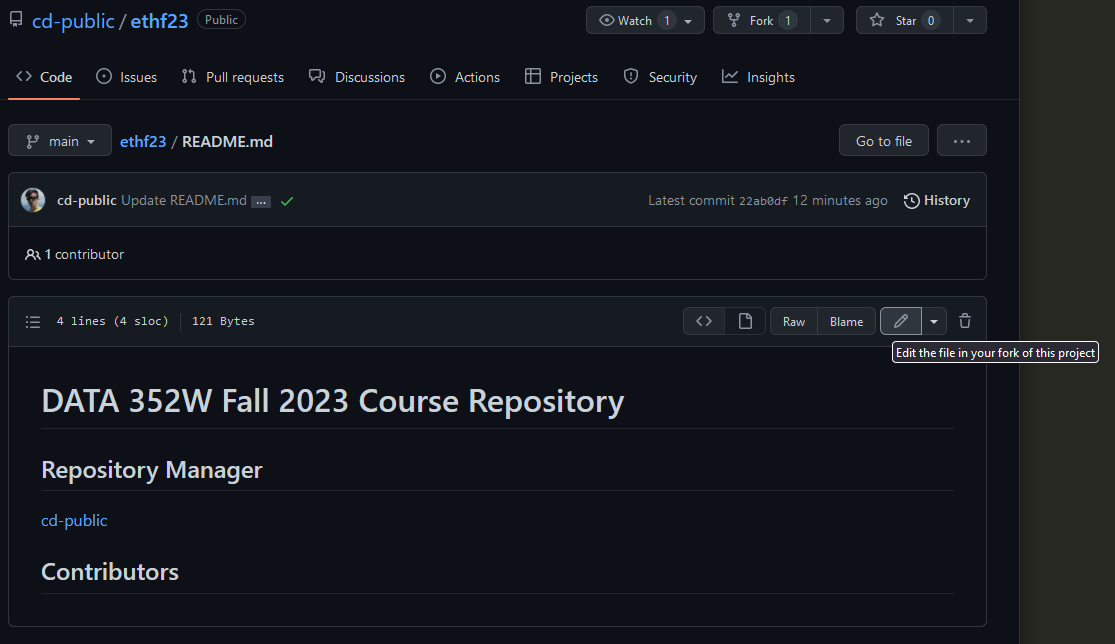 cd-public / ethf23 Public
Watch 1 Fork 1 Star 0
Code Issues Pull requests Discussions Actions Projects Security Insights
main ethf23 / README.md Go to file ...
cd-public Update README.md ... Latest commit 22ab0df 12 minutes ago History
1 contributor
4 lines (4 sloc) 121 Bytes <> Raw Blame
Edit the file in your fork of this project
DATA 352W Fall 2023 Course Repository
Repository Manager
cd-public
Contributors